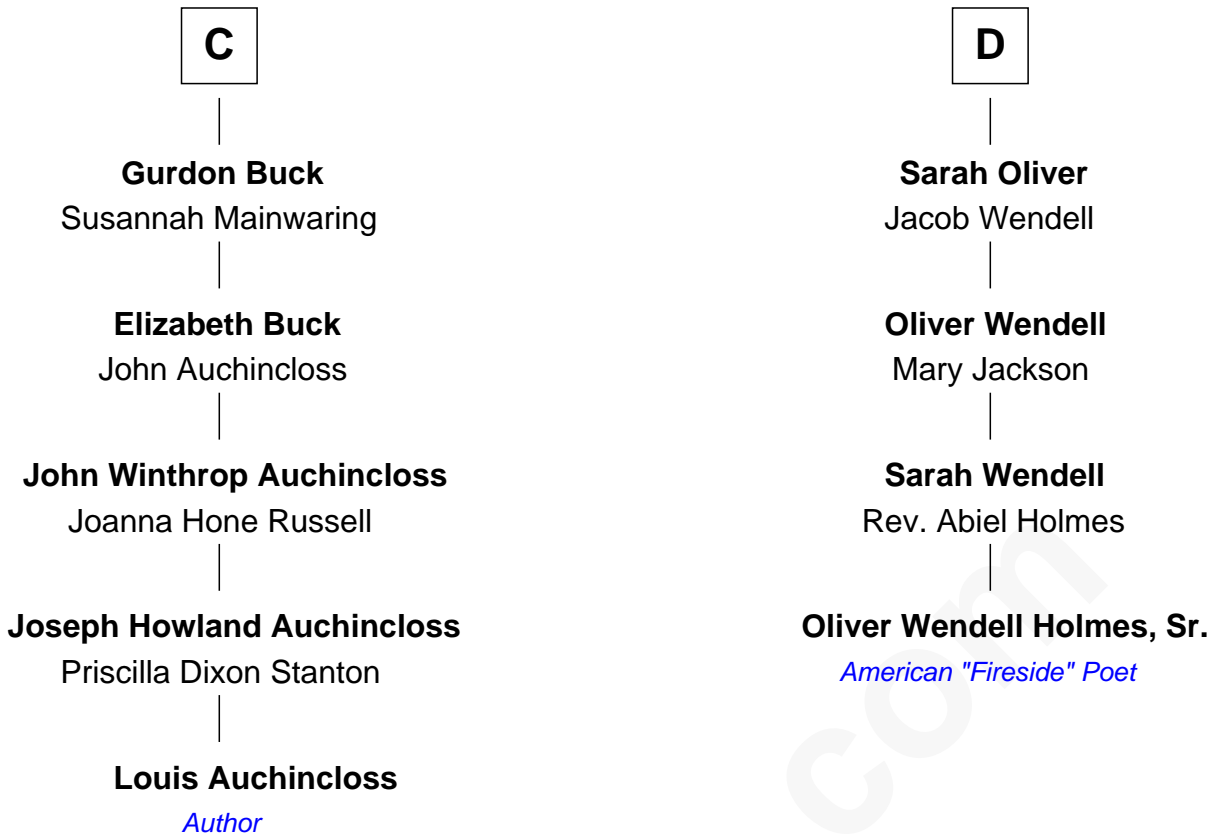 C
Gurdon Buck
Susannah Mainwaring
Elizabeth Buck
John Auchincloss
John Winthrop Auchincloss
Joanna Hone Russell
Joseph Howland Auchincloss
Priscilla Dixon Stanton
Louis Auchincloss
Author
D
Sarah Oliver
Jacob Wendell
Oliver Wendell
Mary Jackson
Sarah Wendell
Rev. Abiel Holmes
Oliver Wendell Holmes, Sr.
American "Fireside" Poet
com